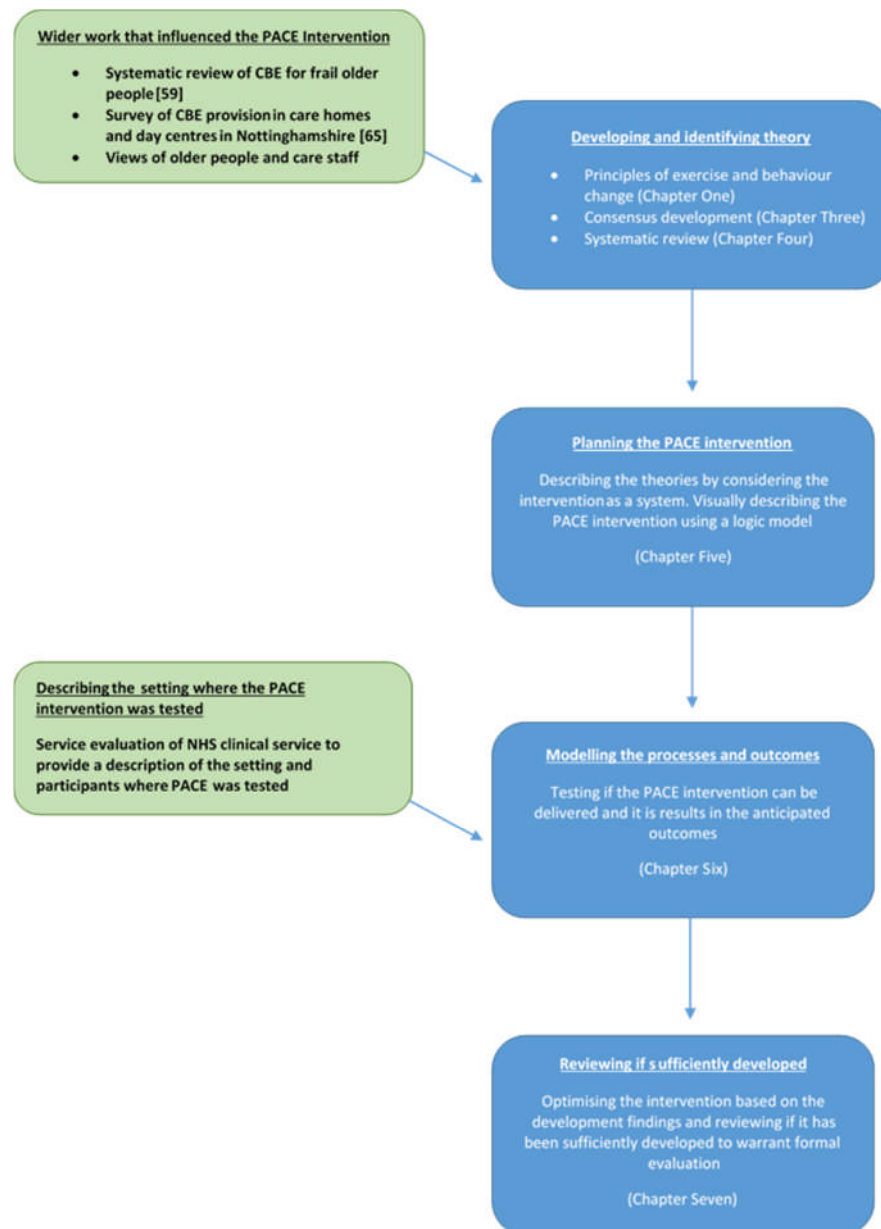 Wider work that influenced the PACE Intervention
• Systematic review of CBE for frail older
people[59]
• Survey of CBE provision in care homes
and day centres in Nottinghamshire [65]
• Views of older people and care staff
Developing and identifying theory
• Principles of exercise and behaviour
change (Chapter One)
• Consensus development (Chapter Three)
• Systematic review (Chapter Four)
Planning the PACE intervention
Describing the theories by considering the
intervention as a system. Visually describing the
PACE intervention using a logic model
(Chapter Five)
Describing the setting where the PACE
intervention was tested
Service evaluation of NHS clinical service to
provide a description of the setting and
participants where PACE was tested
Modelling the processes and outcomes
Testing if the PACE intervention can be
delivered and it is results in the anticipated
outcomes
(Chapter Six)
Reviewing if sufficiently developed
Optimising the intervention based on the
development findings and reviewing if it has
been sufficiently developed to warrant formal
evaluation
(Chapter Seven)